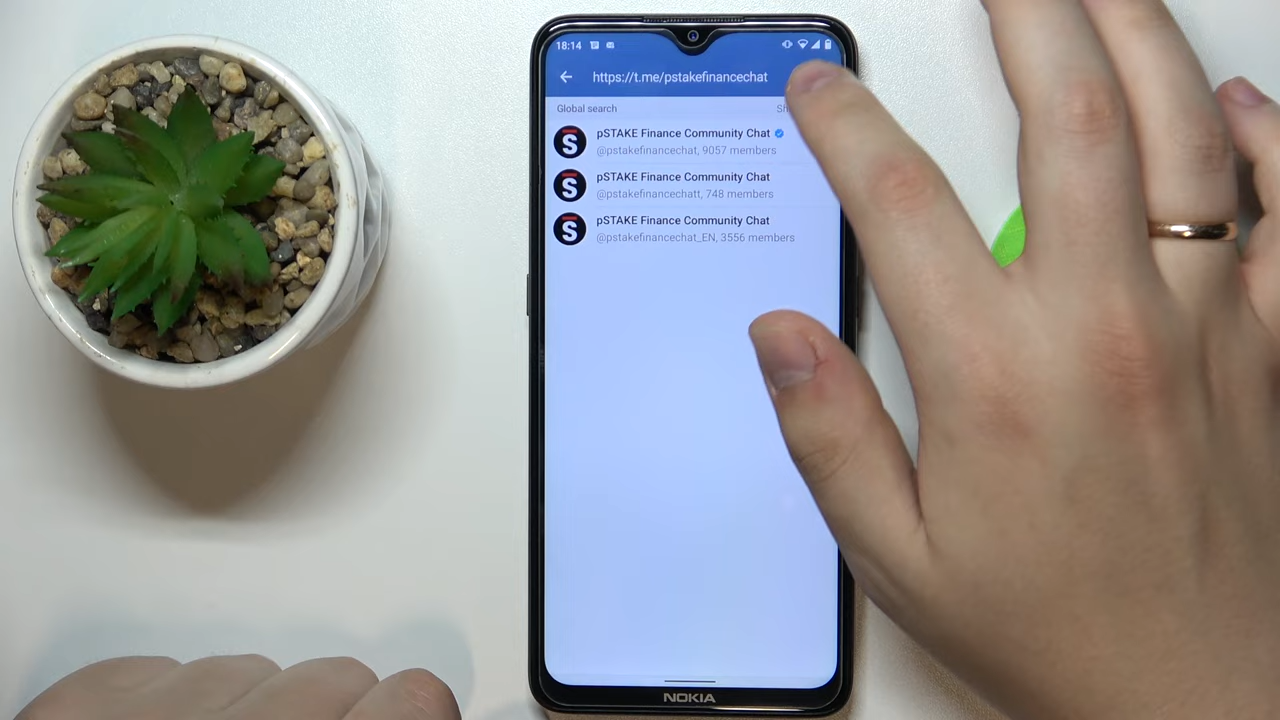 18:14
https://t.me/pstakefinancechat
Global search
pSTAKE Finance Community Chat
@pstakefinancechat, 9057 members
pSTAKE Finance Community Chat
@pstakefinancechatt, 748 members
pSTAKE Finance Community Chat
@pstakefinancechat_EN, 3556 members
NOKIA